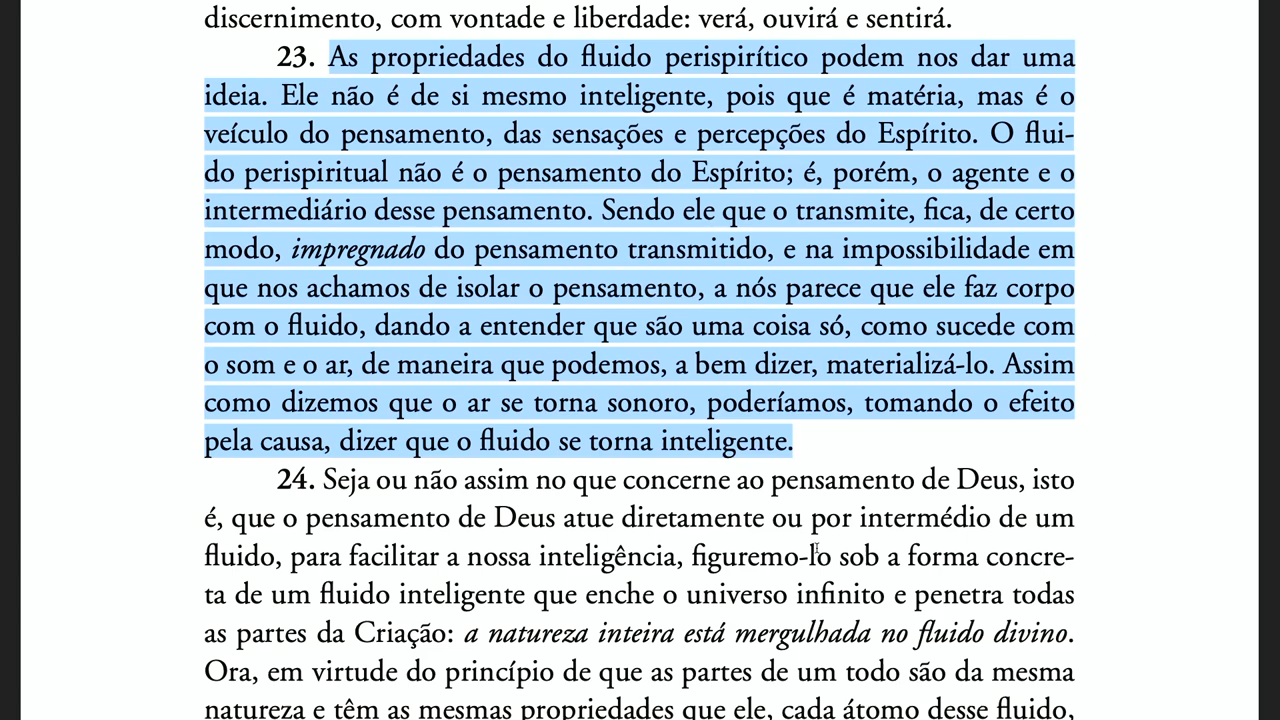 discernimento, com vontade e liberdade: verá, ouvirá e sentirá.
23. As propriedades do fluido perispirítico podem nos dar uma
ideia. Ele não é de si mesmo inteligente, pois que é matéria, mas é o
veículo do pensamento, das sensações e percepções do Espírito. O flui-
do perispiritual não é o pensamento do Espírito; é, porém, o agente e o
intermediário desse pensamento. Sendo ele que o transmite, fica, de certo
modo, impregnado do pensamento transmitido, e na impossibilidade em
que nos achamos de isolar o pensamento, a nós parece que ele faz corpo
com o fluido, dando a entender que são uma coisa só, como sucede com
o som e o ar, de maneira que podemos, a bem dizer, materializá-lo. Assim
como dizemos que o ar se torna sonoro, poderíamos, tomando o efeito
pela causa, dizer que o fluido se torna inteligente.
24. Seja ou não assim no que concerne ao pensamento de Deus, isto
é, que o pensamento de Deus atue diretamente ou por intermédio de um
fluido, para facilitar a nossa inteligência, figuremo-lo sob a forma concre-
ta de um fluido inteligente que enche o universo infinito e penetra todas
as partes da Criação: a natureza inteira está mergulhada no fluido divino.
Ora, em virtude do princípio de que as partes de um todo são da mesma
natureza e têm as mesmas propriedades que ele, cada átomo desse fluido,